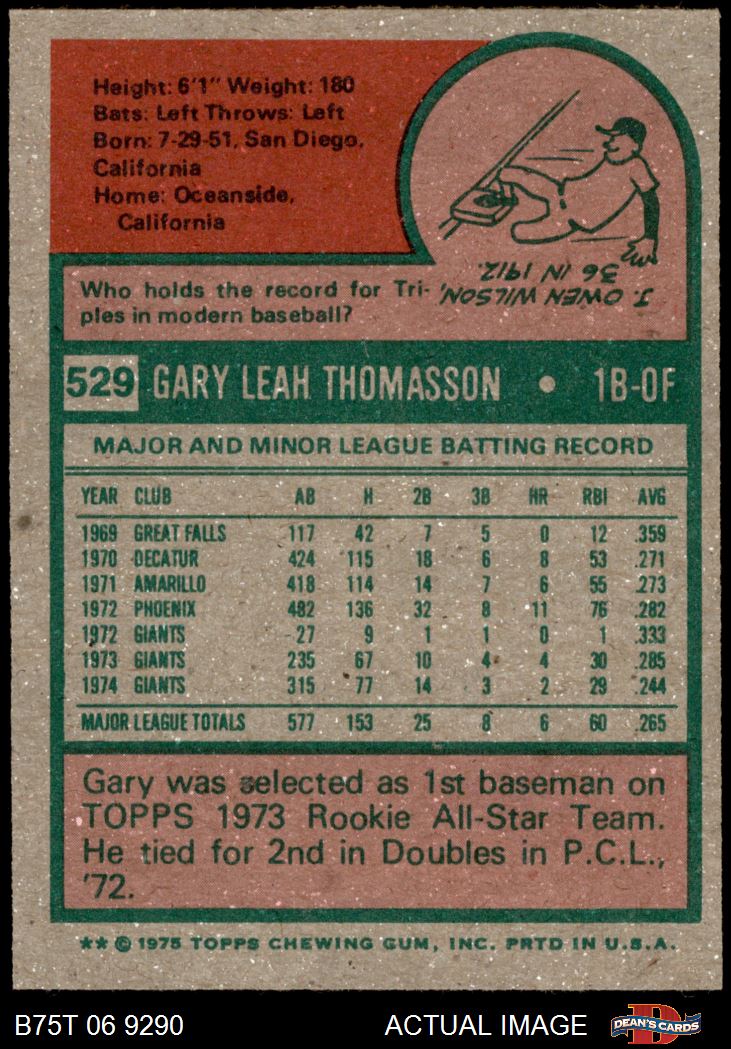 Height: 6'1" Weight: 180
Bats: Left Throws: Left
Born: 7-29-51, San Diego,
California
Home: Oceanside,
California
Who holds the record for Tri-
ples in modern baseball?
J. OWEN WILSON,
36 IN 1912.
529 GARY LEAH THOMASSON • 1B-OF
MAJOR AND MINOR LEAGUE BATTING RECORD
YEAR CLUB AB H 2B 3B HR RBI AVG
1969 GREAT FALLS 117 42 7 5 0 12 .359
1970 DECATUR 424 115 18 6 8 53 .271
1971 AMARILLO 418 114 14 7 6 55 .273
1972 PHOENIX 482 136 32 8 11 76 .282
1972 GIANTS 27 9 1 1 0 1 .333
1973 GIANTS 235 67 10 4 4 30 .285
1974 GIANTS 315 77 14 3 2 29 .244
MAJOR LEAGUE TOTALS 577 153 25 8 6 60 .265
Gary was selected as 1st baseman on
TOPPS 1973 Rookie All-Star Team.
He tied for 2nd in Doubles in P.C.L.,
'72.
** © 1975 TOPPS CHEWING GUM, INC. PRTD IN U.S.A.
B75T 06 9290 ACTUAL IMAGE D DEAN'S CARDS